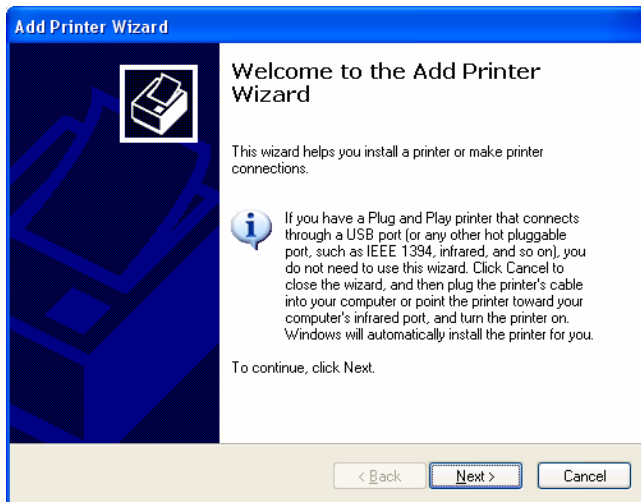 Add Printer Wizard
Welcome to the Add Printer
Wizard
This wizard helps you install a printer or make printer
connections.
If you have a Plug and Play printer that connects
through a USB port (or any other hot pluggable
port, such as IEEE 1394, infrared, and so on), you
do not need to use this wizard. Click Cancel to
close the wizard, and then plug the printer's cable
into your computer or point the printer toward your
computer's infrared port, and turn the printer on.
Windows will automatically install the printer for you.
To continue, click Next.
< Back
Next >
Cancel